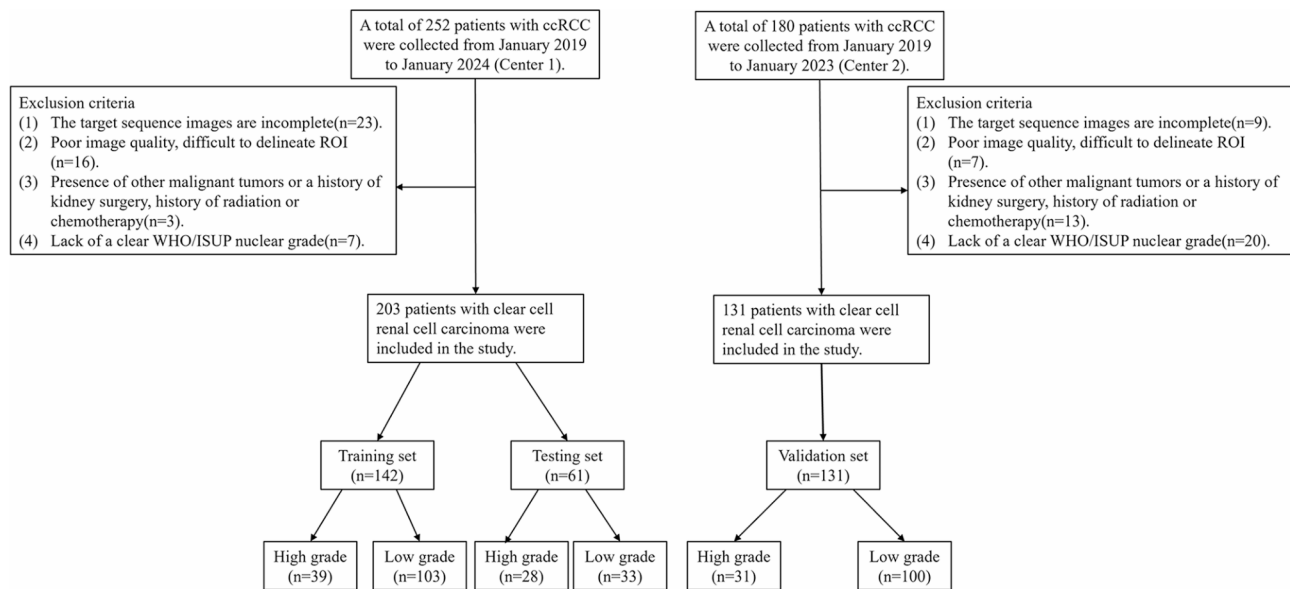 A total of 252 patients with ccRCC
were collected from January 2019
to January 2024 (Center 1).
A total of 180 patients with ccRCC
were collected from January 2019
to January 2023 (Center 2).
Exclusion criteria
(1) The target sequence images are incomplete(n=23).
(2) Poor image quality, difficult to delineate ROI
(n=16).
(3) Presence of other malignant tumors or a history of
kidney surgery, history of radiation or
chemotherapy(n=3).
(4) Lack of a clear WHO/ISUP nuclear grade(n=7).
Exclusion criteria
(1) The target sequence images are incomplete(n=9).
(2) Poor image quality, difficult to delineate ROI
(n=7).
(3) Presence of other malignant tumors or a history of
kidney surgery, history of radiation or
chemotherapy(n=13).
(4) Lack of a clear WHO/ISUP nuclear grade(n=20).
203 patients with clear cell
renal cell carcinoma were
included in the study.
131 patients with clear cell
renal cell carcinoma were
included in the study.
Training set
(n=142)
Testing set
(n=61)
Validation set
(n=131)
High grade
(n=39)
Low grade
(n=103)
High grade
(n=28)
Low grade
(n=33)
High grade
(n=31)
Low grade
(n=100)